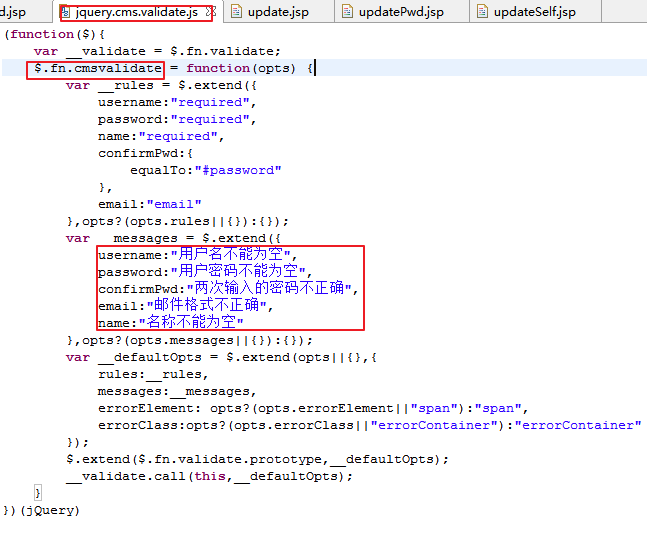 d.jsp jquery.cms.validate.js update.jsp updatePwd.jsp updateSelf.jsp
(function($){
var __validate = $.fn.validate;
$.fn.cmsvalidate = function(opts) {
var __rules = $.extend({
username:"required",
password:"required",
name:"required",
confirmPwd:{
equalTo:"#password"
},
email:"email"
},opts?(opts.rules||{}):{});
var __messages = $.extend({
username:"用户名不能为空",
password:"用户密码不能为空",
confirmPwd:"两次输入的密码不正确",
email:"邮件格式不正确",
name:"名称不能为空"
},opts?(opts.messages||{}):{});
var __defaultOpts = $.extend(opts||{},{
rules:__rules,
messages:__messages,
errorElement: opts?(opts.errorElement||"span"):"span",
errorClass:opts?(opts.errorClass||"errorContainer"):"errorContainer"
});
$.extend($.fn.validate.prototype,__defaultOpts);
__validate.call(this,__defaultOpts);
}
})(jQuery)